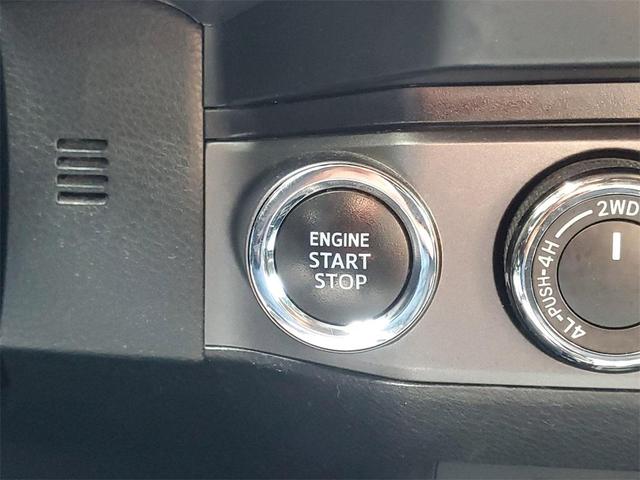 ENGINE
START
STOP
2WD
4L-PUSH-4H